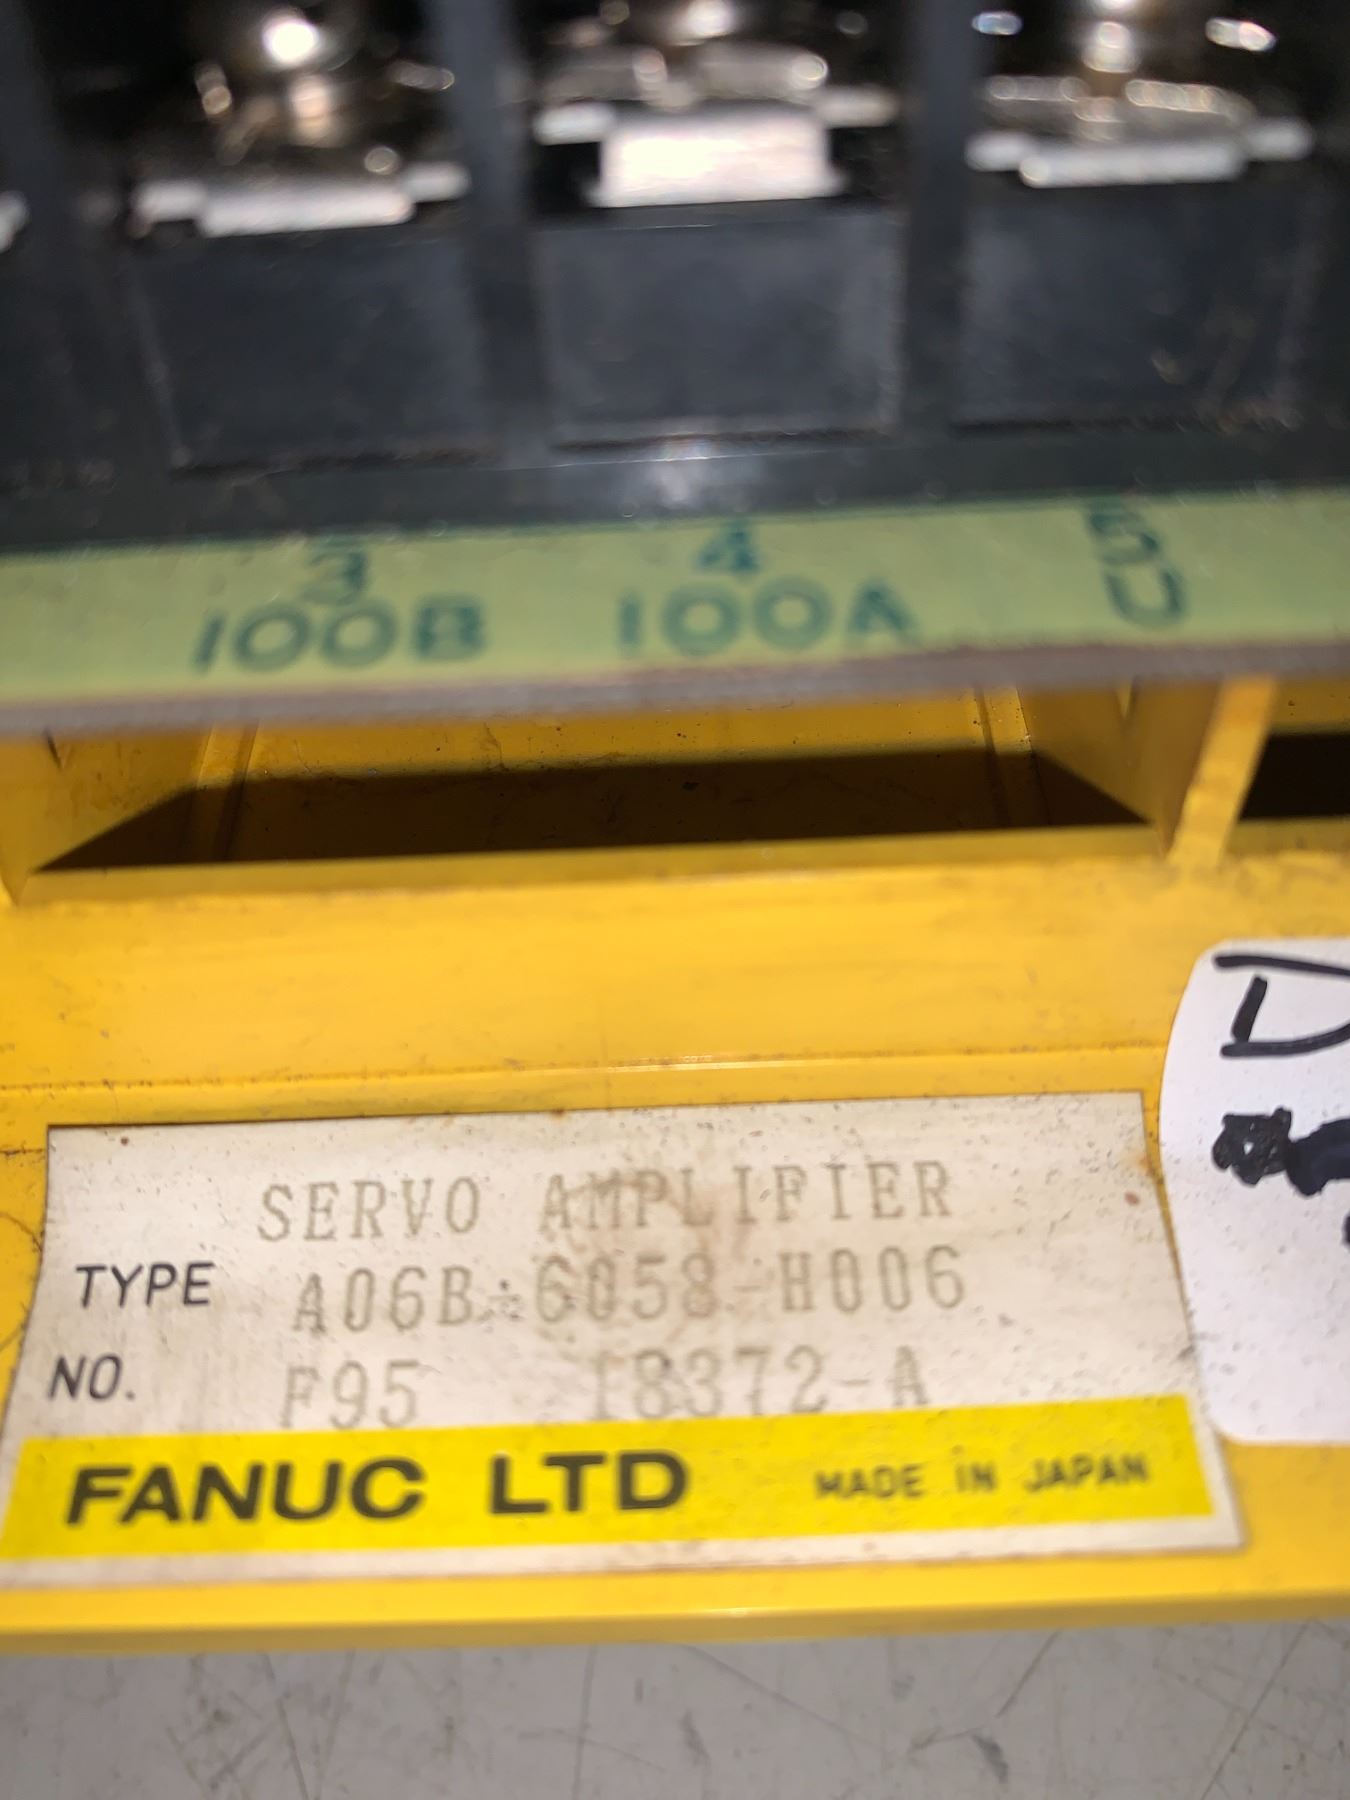 3 4 5
100B 100A U
D
SERVO AMPLIFIER
TYPE A06B-6058-H006
NO. F95 18372-A
FANUC LTD MADE IN JAPAN